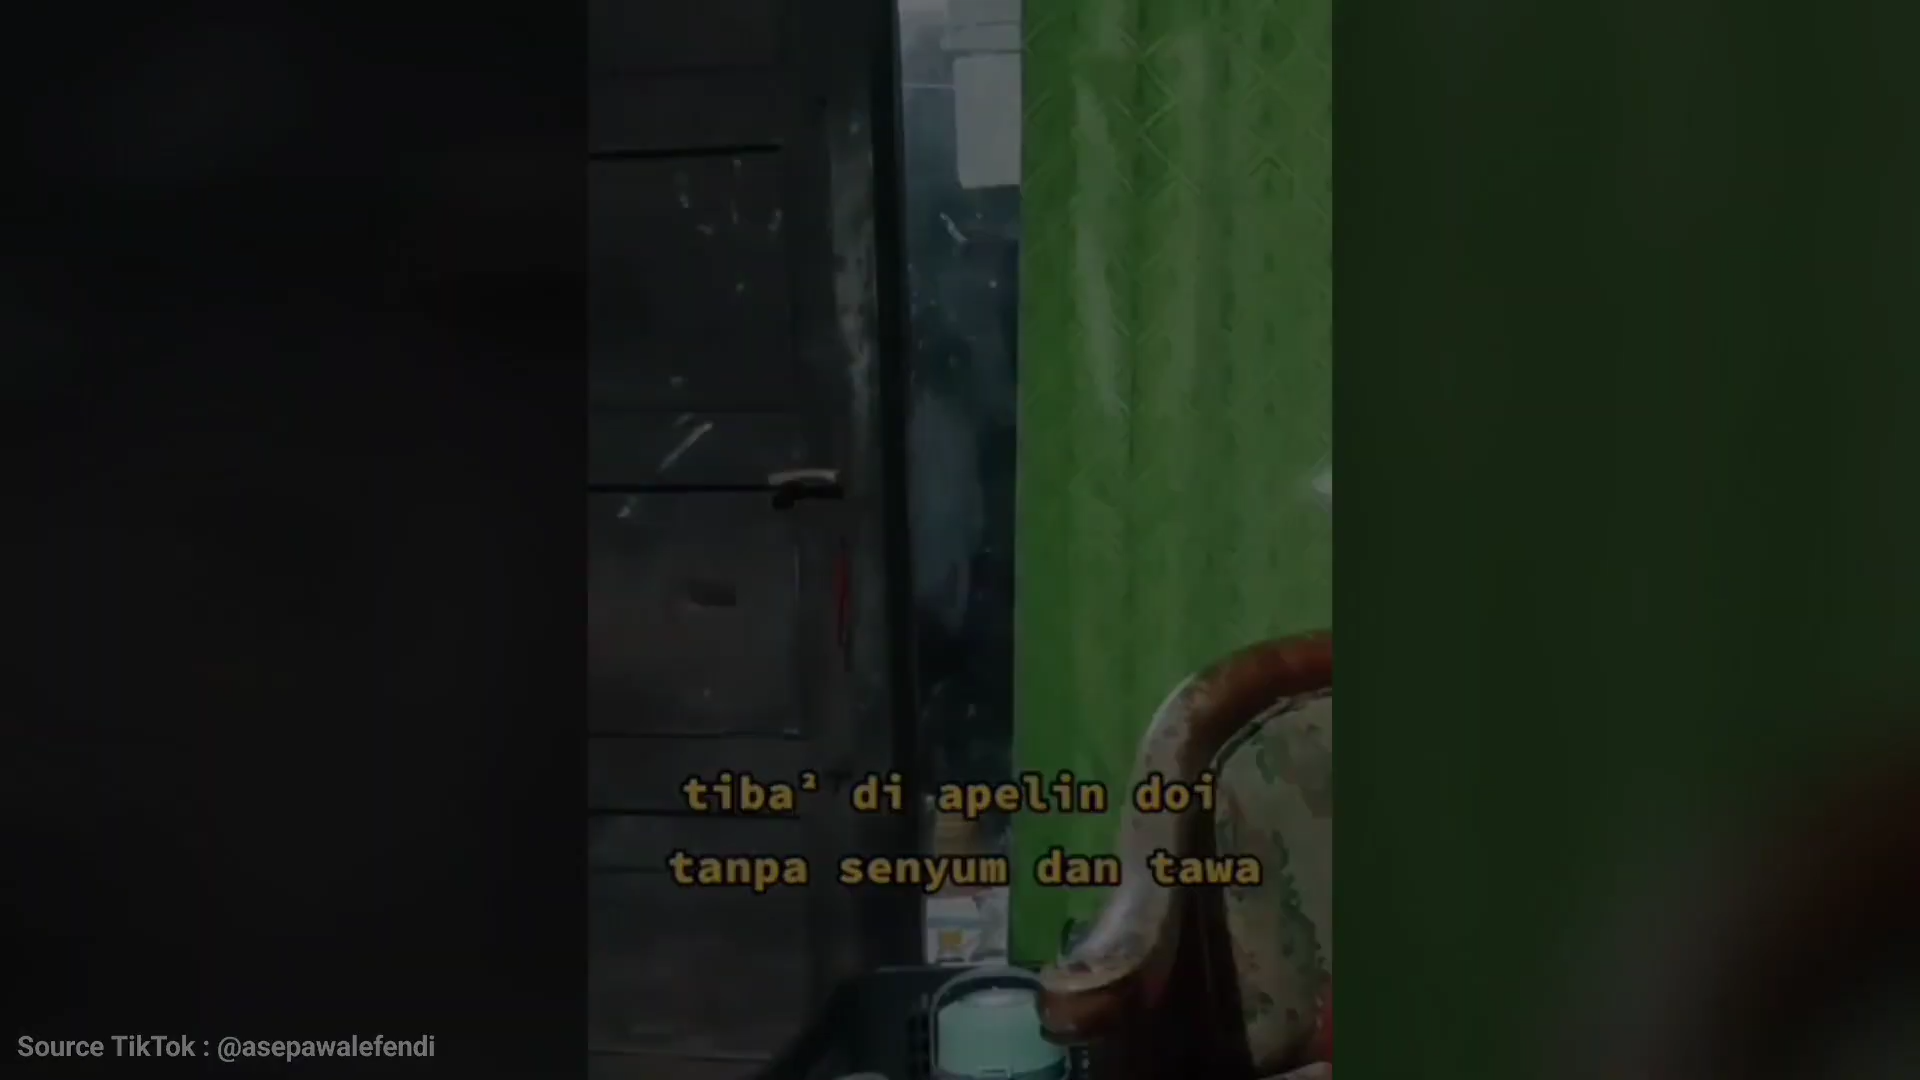 tiba² di apelin doi
tanpa senyum dan tawa
Source TikTok : @asepawalefendi